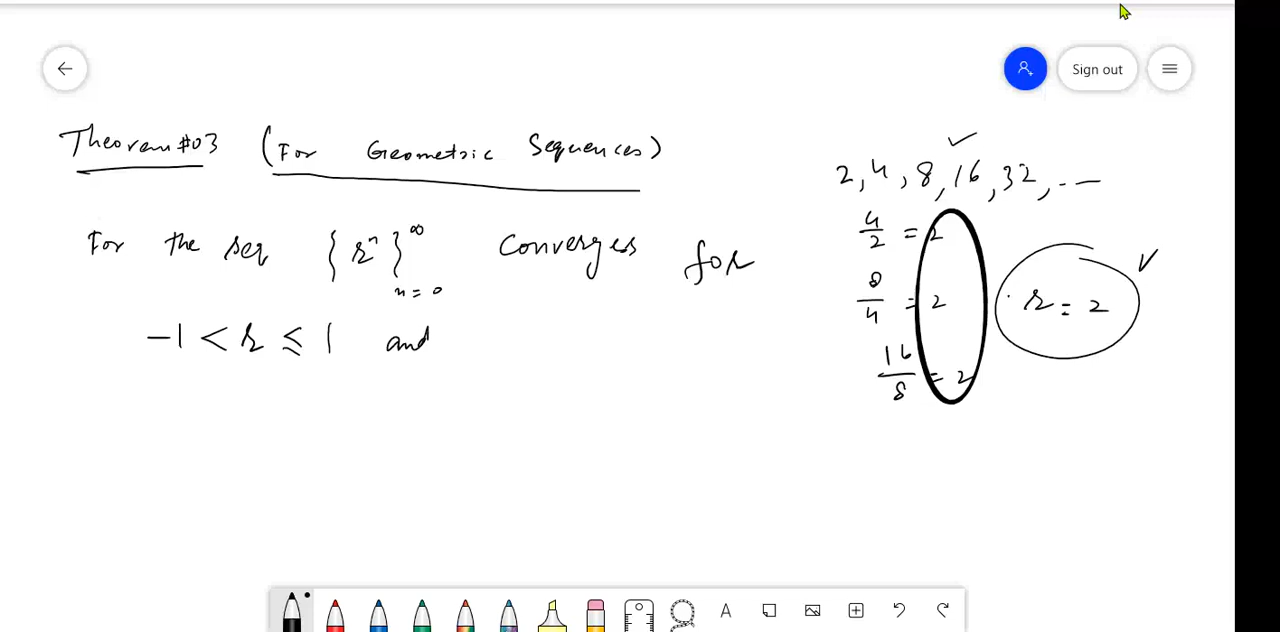 Sign out
Theorem #03 (For Geometric Sequences)
For the seq {r^n}_{n=0}^∞ Converges for
-1 < r ≤ 1 and
2, 4, 8, 16, 32, ---
4/2 = 2
8/4 = 2
16/8 = 2
r = 2
A